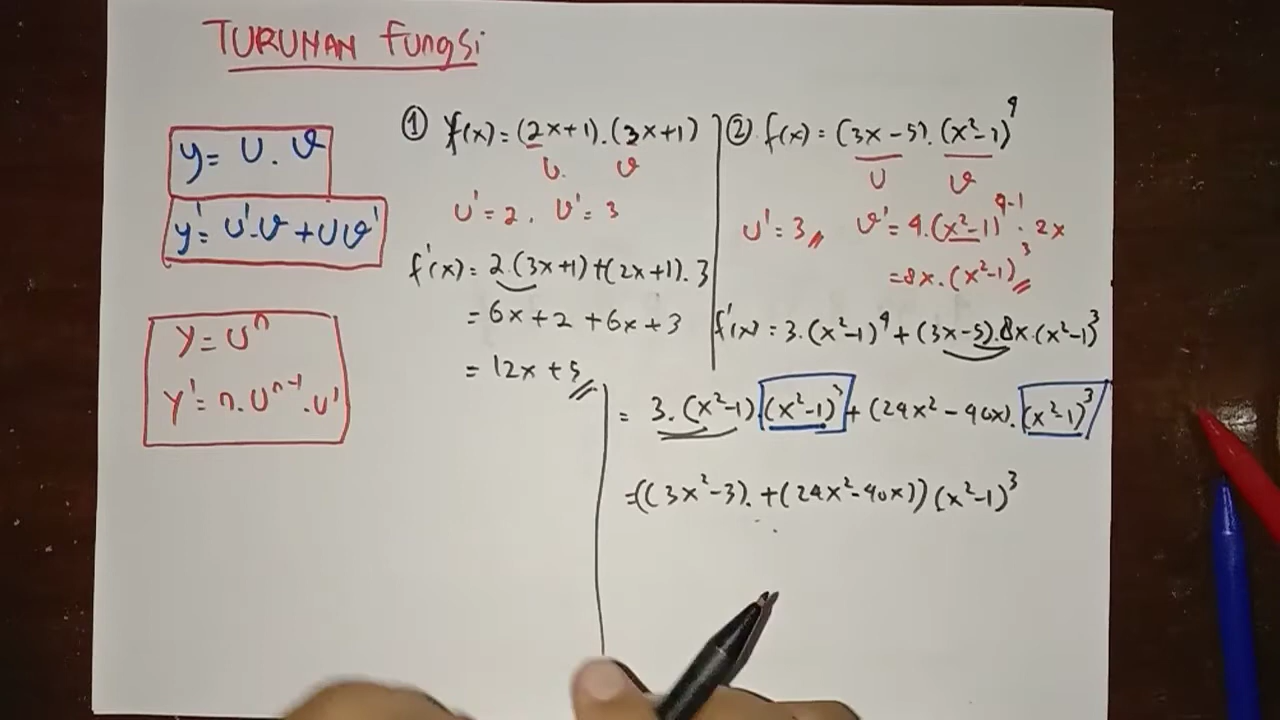 TURUNAN fungsi
y = U . V
y' = U'.V + UV'
y = Uⁿ
y' = n.Uⁿ⁻¹.U'
① f(x) = (2x+1).(3x+1)
U. V
U' = 2, V' = 3
f'(x) = 2.(3x+1)+(2x+1).3
= 6x+2+6x+3
= 12x+5
② f(x) = (3x-5).(x²-1)⁴
U V
U' = 3 V' = 4.(x²-1)⁴⁻¹.2x
= 8x.(x²-1)³
f'(x) = 3.(x²-1)⁴+(3x-5).8x.(x²-1)³
= 3.(x²-1).(x²-1)³+(24x²-40x).(x²-1)³
=((3x²-3).+(24x²-40x))(x²-1)³